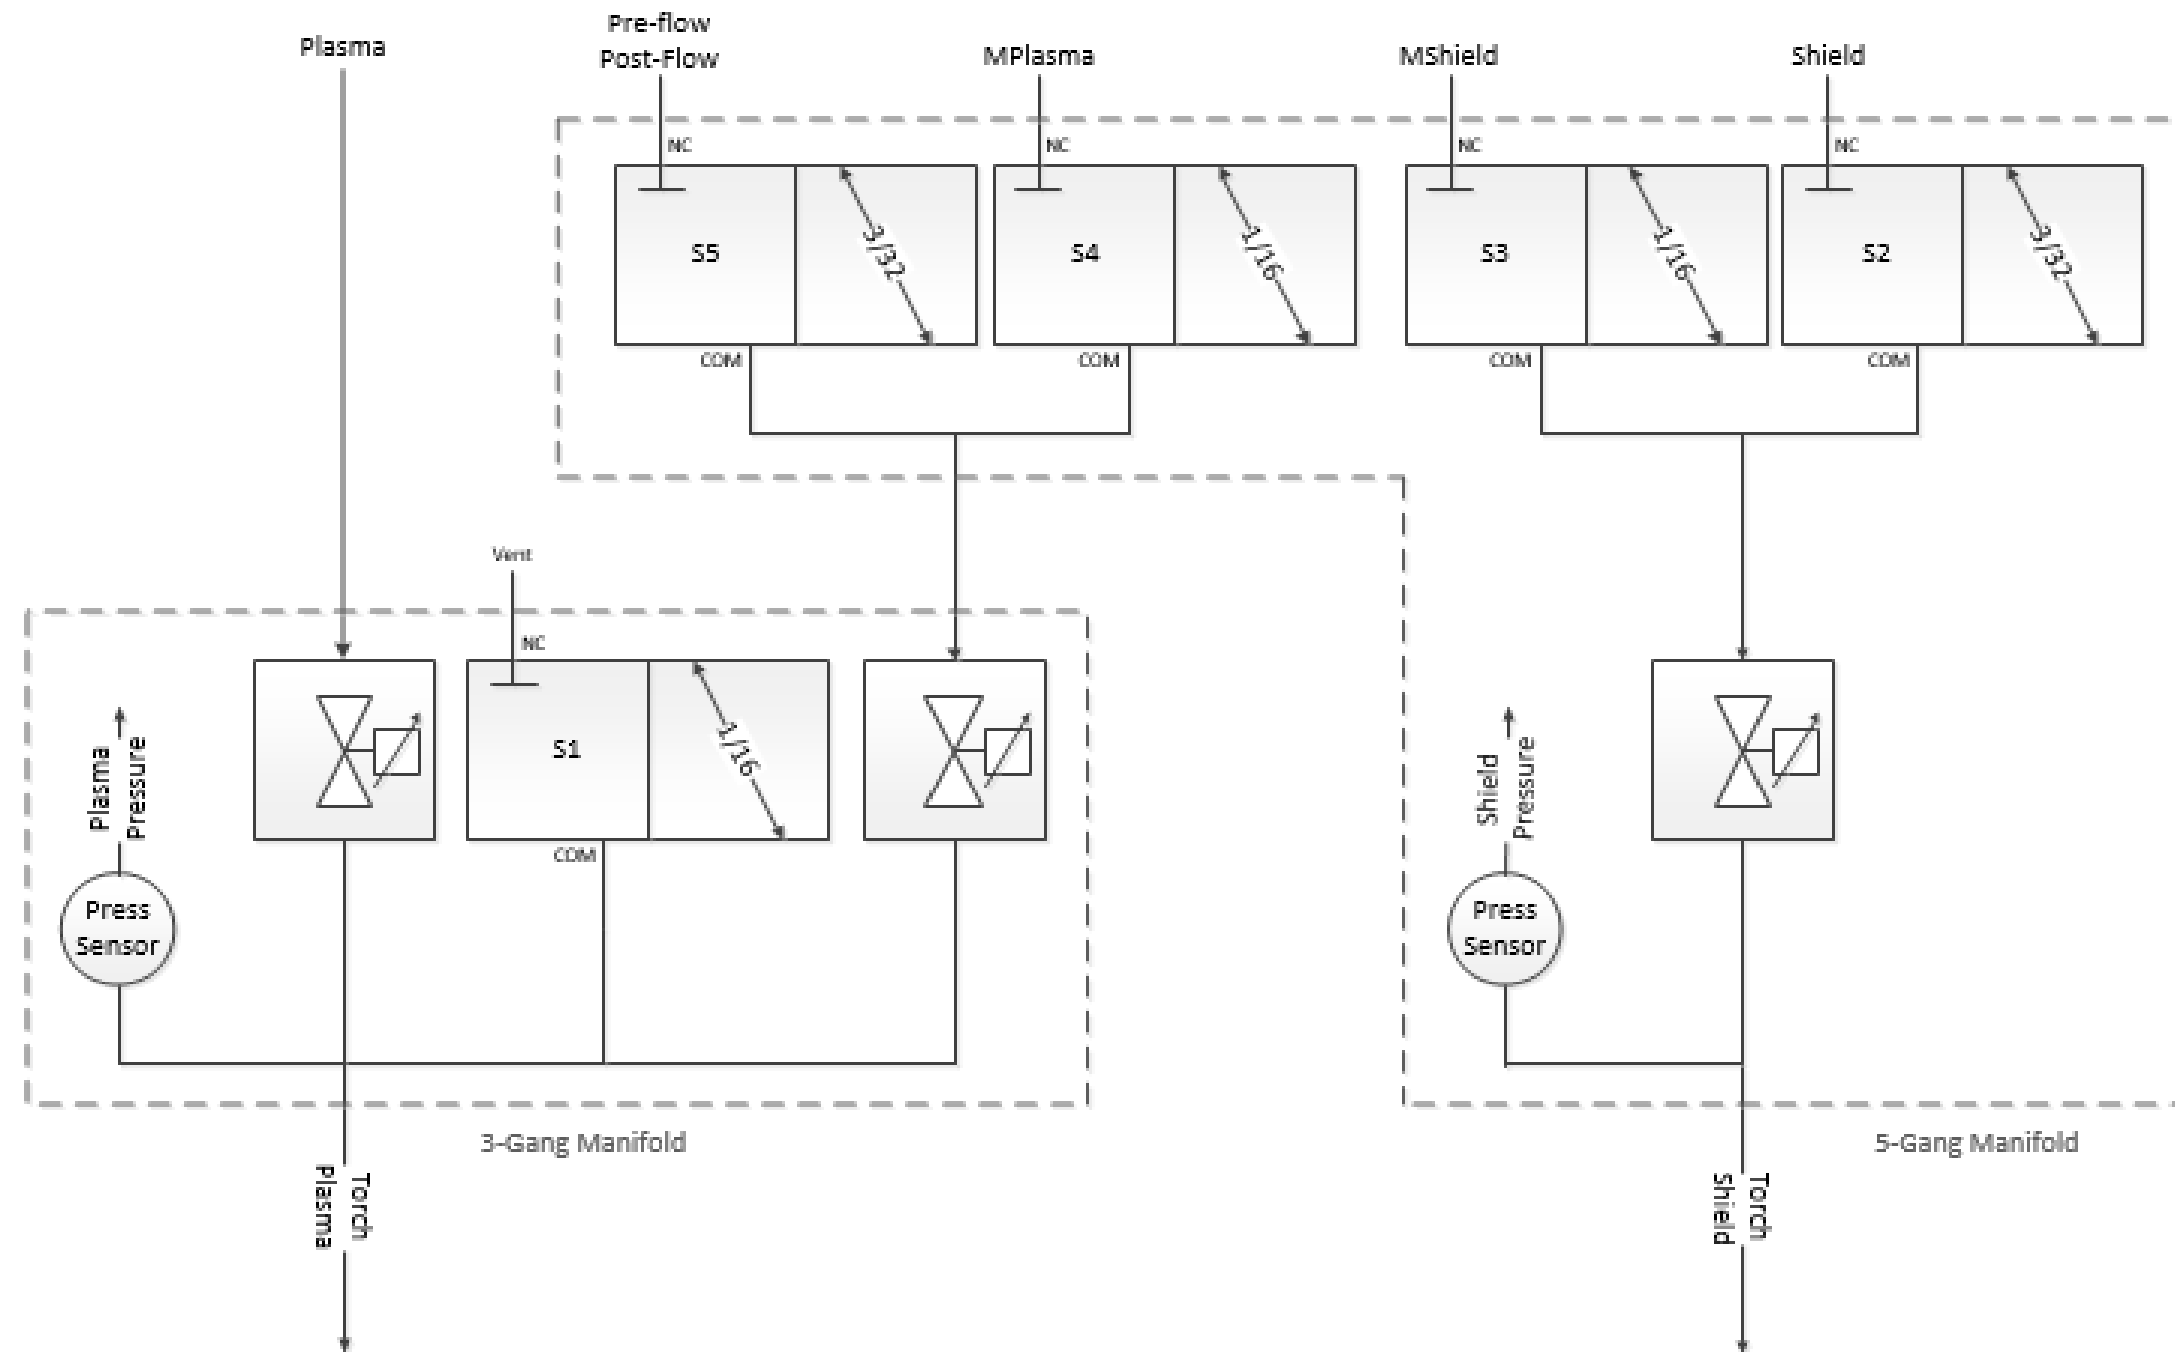 Plasma
Pre-flow
Post-Flow
MPlasma
MShield
Shield
NC
NC
NC
NC
S5
3/32
S4
1/16
S3
1/16
S2
3/32
COM
COM
COM
COM
Vent
NC
Plasma
Pressure
S1
1/16
Shield
Pressure
COM
Press
Sensor
Press
Sensor
3-Gang Manifold
5-Gang Manifold
Torch
Plasma
Torch
Shield